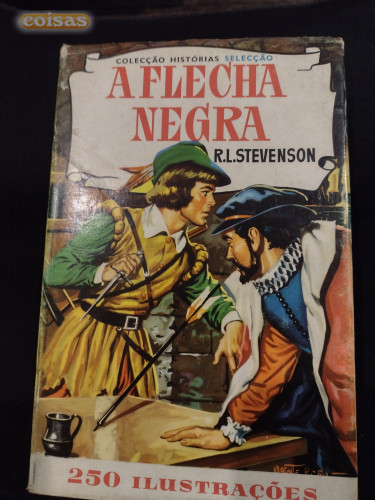 coisas
COLECÇÃO HISTÓRIAS SELECÇÃO
A FLECHA
NEGRA
R.L.STEVENSON
250 ILUSTRAÇÕES